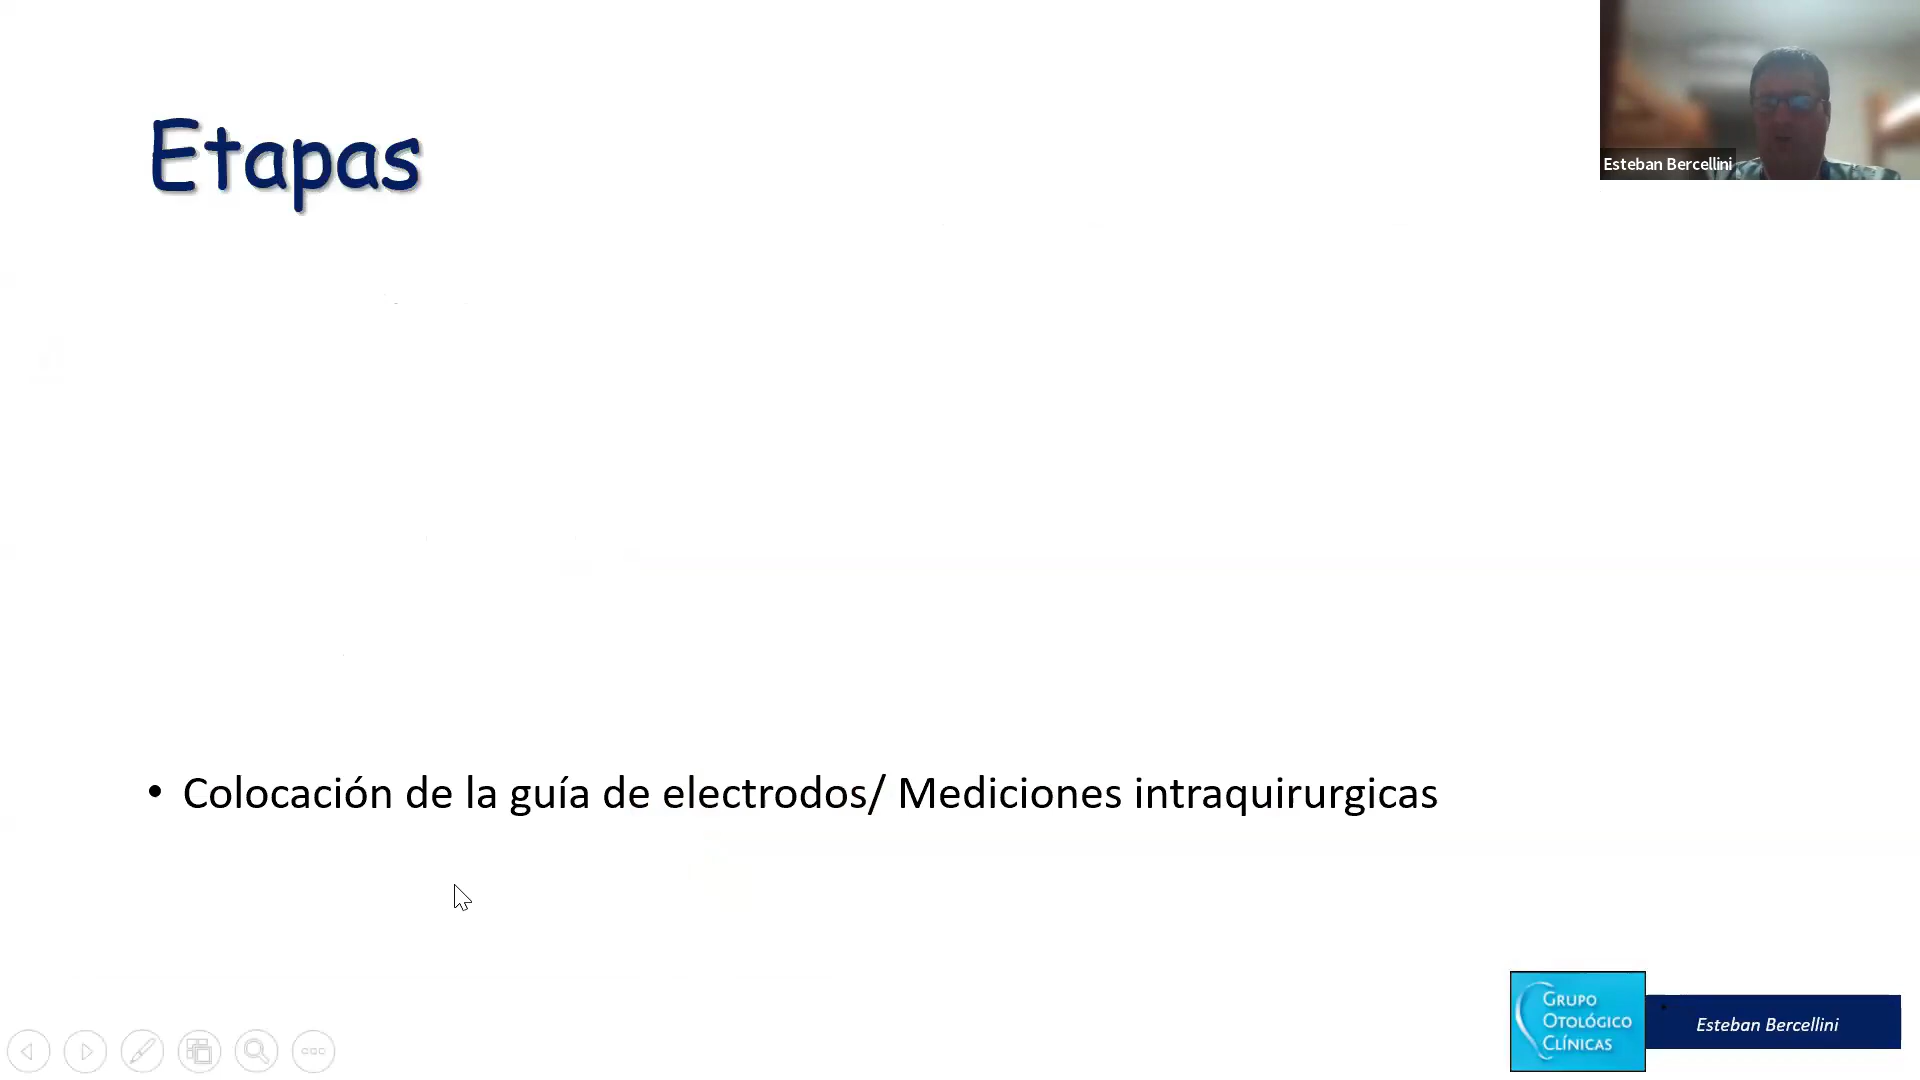 Etapas
Esteban Bercellini
• Colocación de la guía de electrodos/ Mediciones intraquirurgicas
GRUPO
OTOLÓGICO
CLÍNICAS
Esteban Bercellini